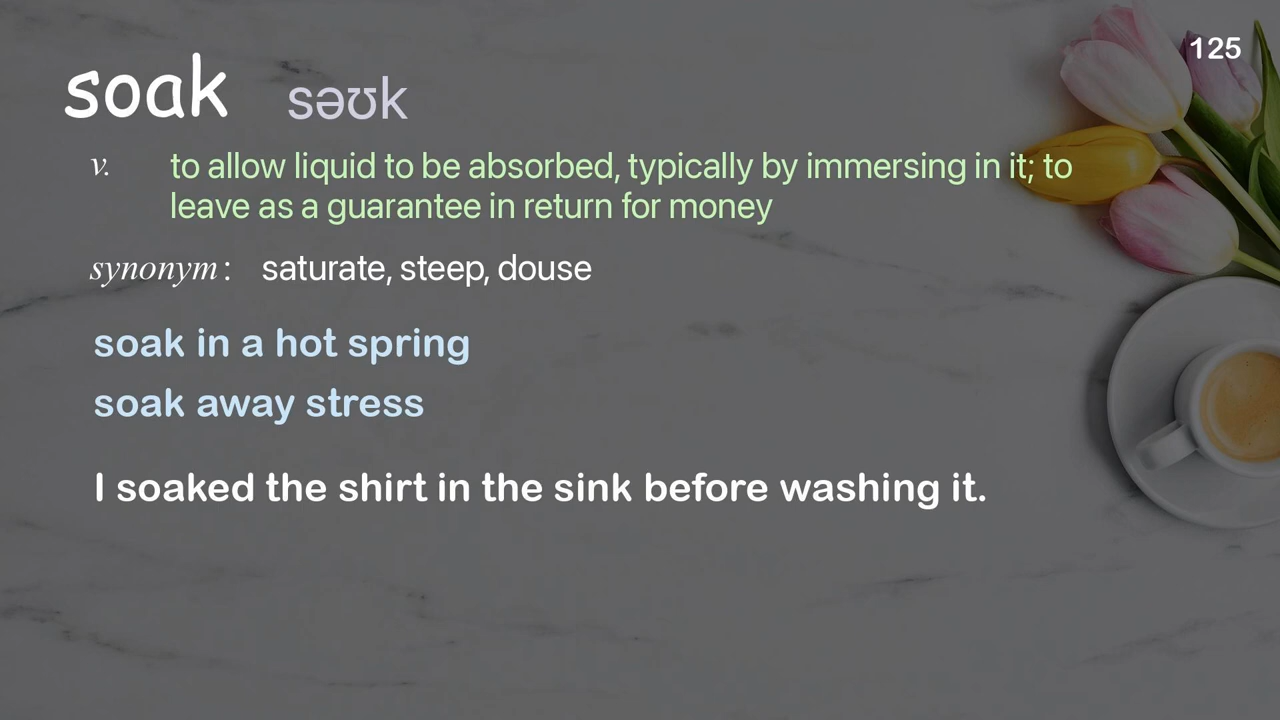 125
soak səʊk
v. to allow liquid to be absorbed, typically by immersing in it; to
leave as a guarantee in return for money
synonym : saturate, steep, douse
soak in a hot spring
soak away stress
I soaked the shirt in the sink before washing it.